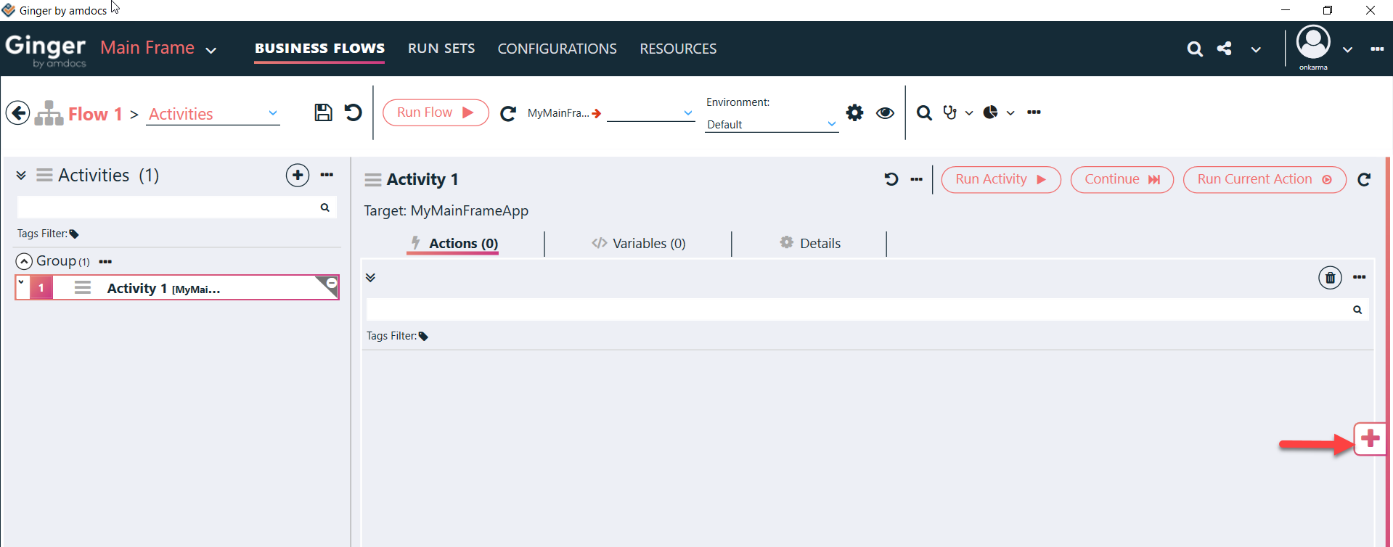 Ginger by amdocs
Ginger by amdocs Main Frame BUSINESS FLOWS RUN SETS CONFIGURATIONS RESOURCES onkarma
Flow 1 > Activities Run Flow MyMainFra... Environment: Default
Activities (1)
Tags Filter:
Group (1)
1 Activity 1 [MyMai...
Activity 1 Run Activity Continue Run Current Action
Target: MyMainFrameApp
Actions (0) Variables (0) Details
Tags Filter: